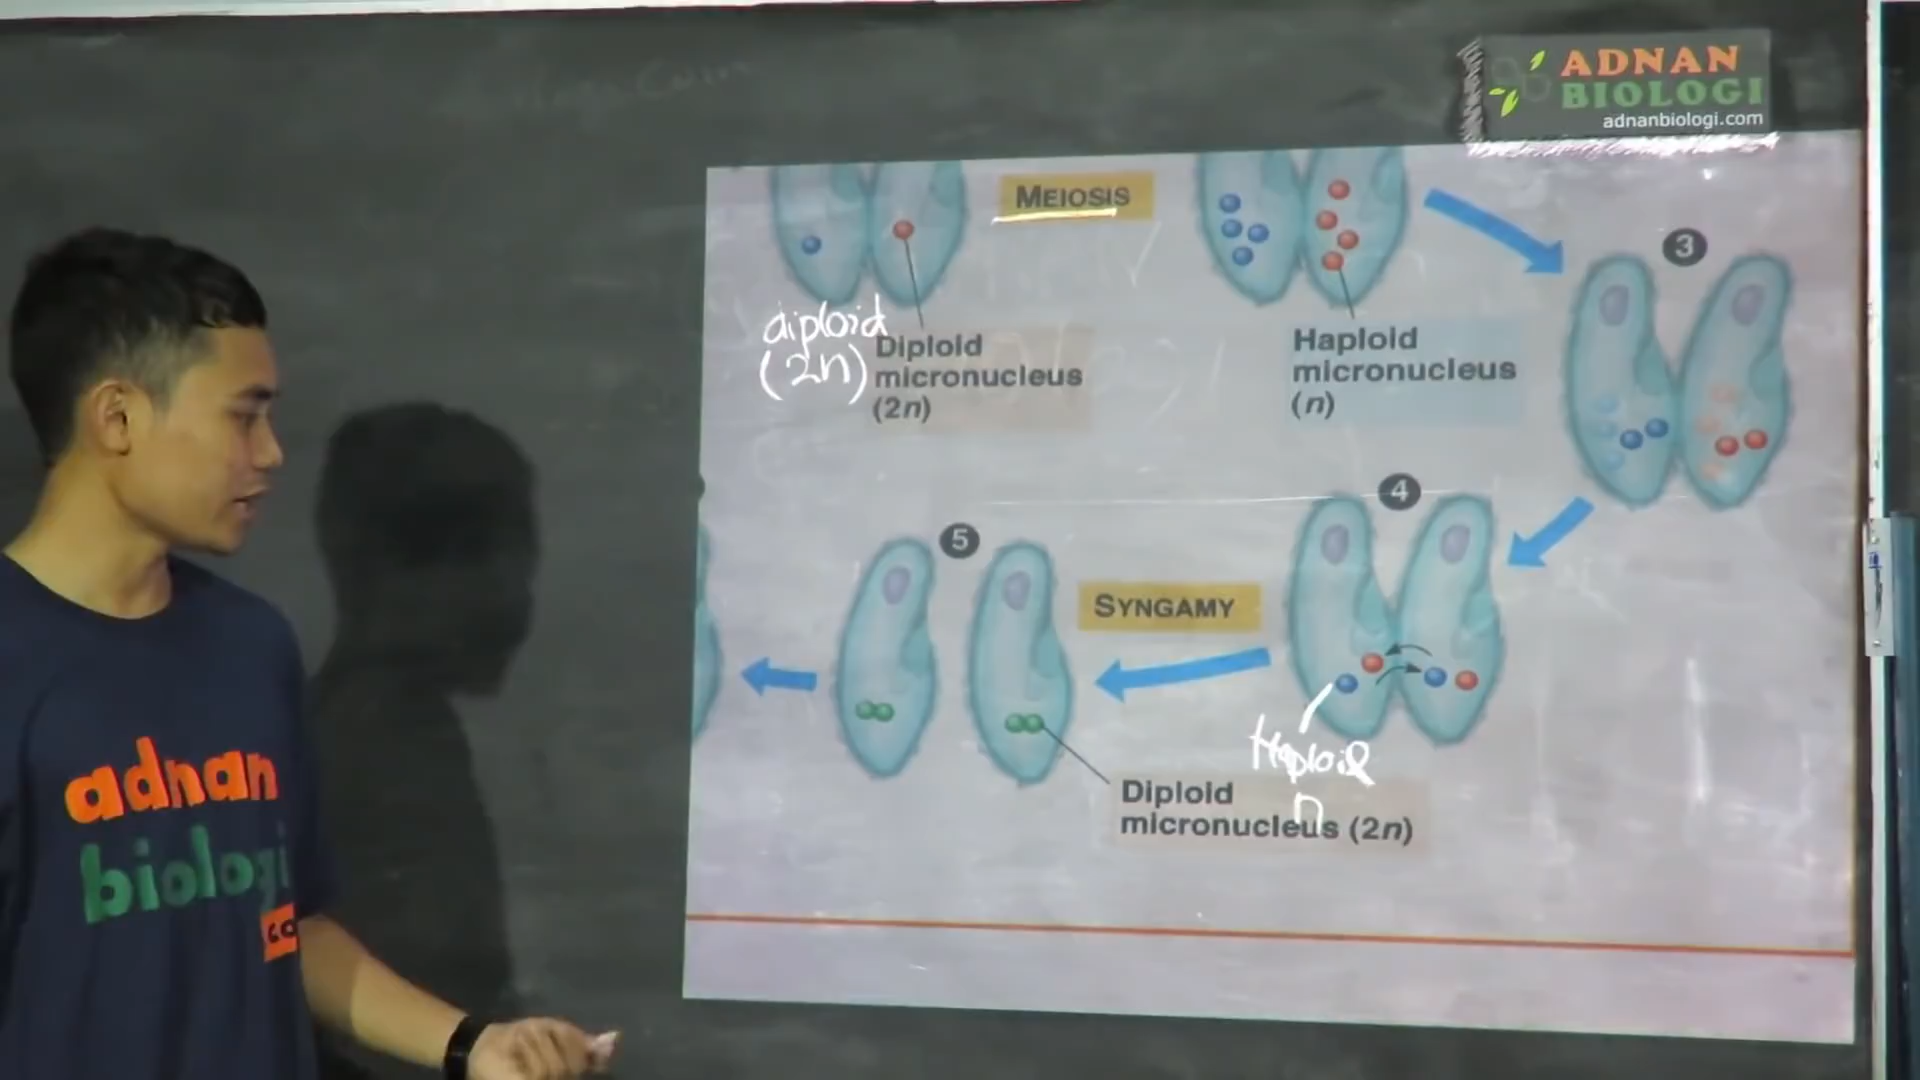 ADNAN
BIOLOGI
adnanbiologi.com
MEIOSIS
3
diploid
(2n)
Diploid
micronucleus
(2n)
Haploid
micronucleus
(n)
4
5
SYNGAMY
Haploid
n
Diploid
micronucleus (2n)
adnan
biologi
co